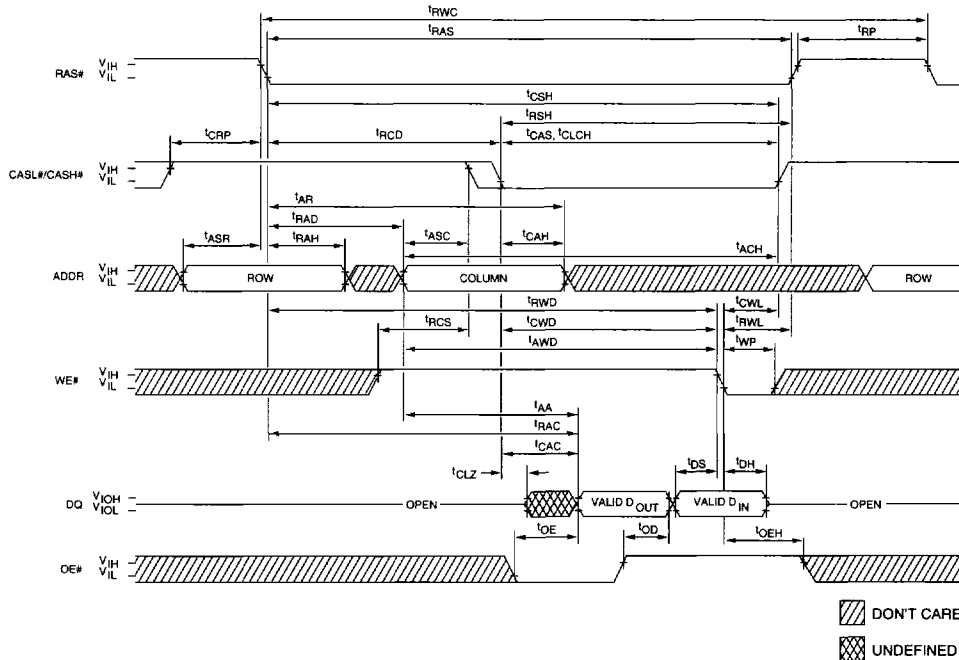 tRWC
tRAS tRP
RAS# VIH VIL
tCSH
tRSH
tCRP tRCD tCAS, tCLCH
CASL#/CASH# VIH VIL
tAR
tRAD
tASR tRAH tASC tCAH tACH
ADDR VIH VIL ROW COLUMN ROW
tRWD tCWL
tRCS tCWD tRWL
tAWD tWP
WE# VIH VIL
tAA
tRAC
tCAC
tCLZ tDS tDH
DQ VIOH VIOL OPEN VALID DOUT VALID DIN OPEN
tOE tOD tOEH
OE# VIH VIL
DON'T CARE
UNDEFINED